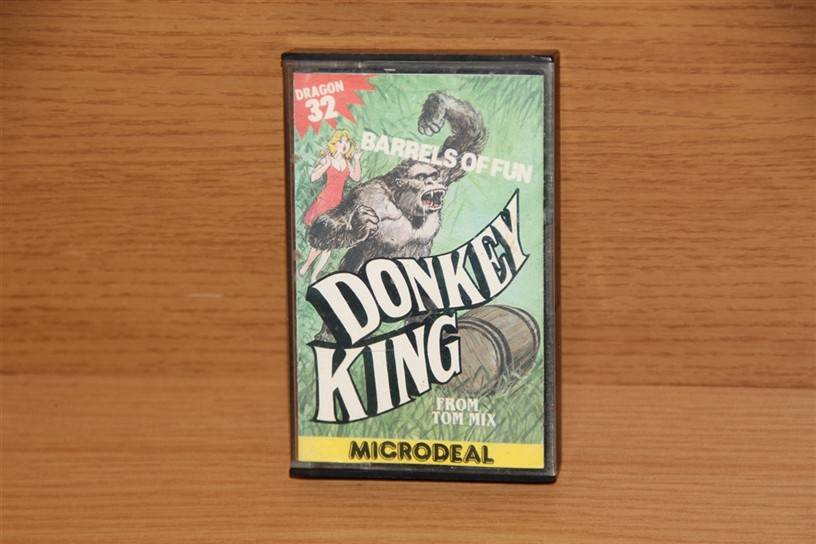 DRAGON
32
BARRELS OF FUN
DONKEY
KING
FROM
TOM MIX
MICRODEAL